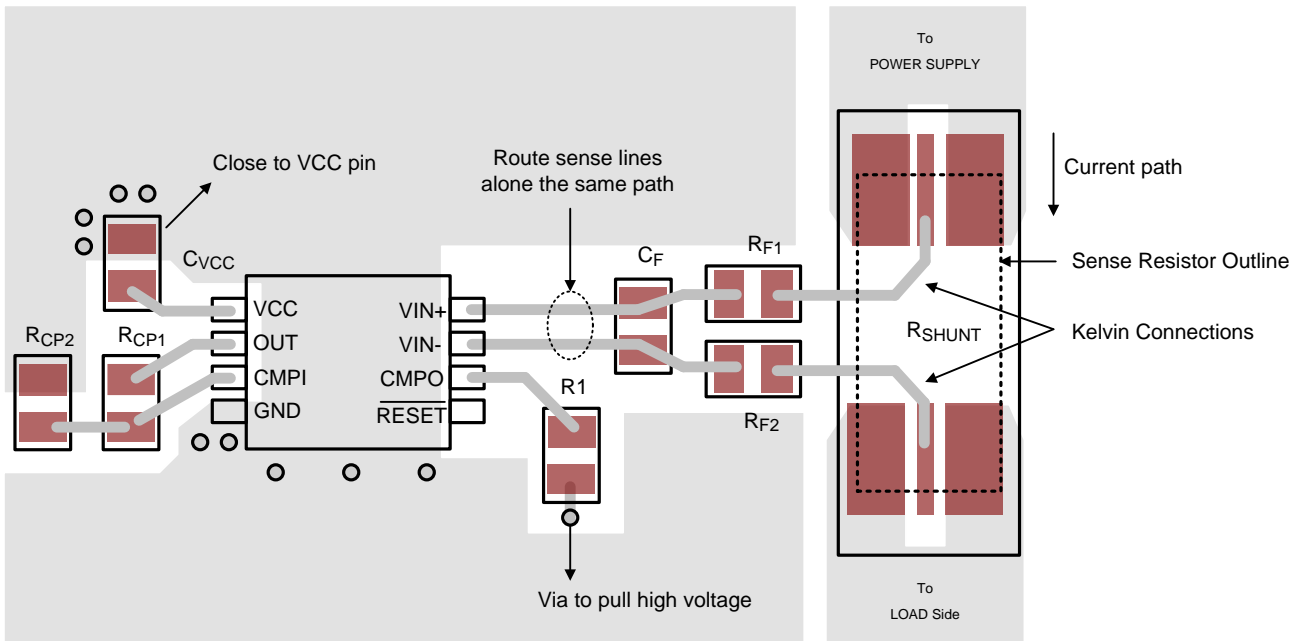 To
POWER SUPPLY
Close to VCC pin
Route sense lines
alone the same path
Current path
CVCC
CF
RF1
Sense Resistor Outline
VCC
VIN+
RCP2
RCP1
OUT
VIN-
RSHUNT
Kelvin Connections
CMPI
CMPO
R1
GND
RESET
RF2
To
LOAD Side
Via to pull high voltage